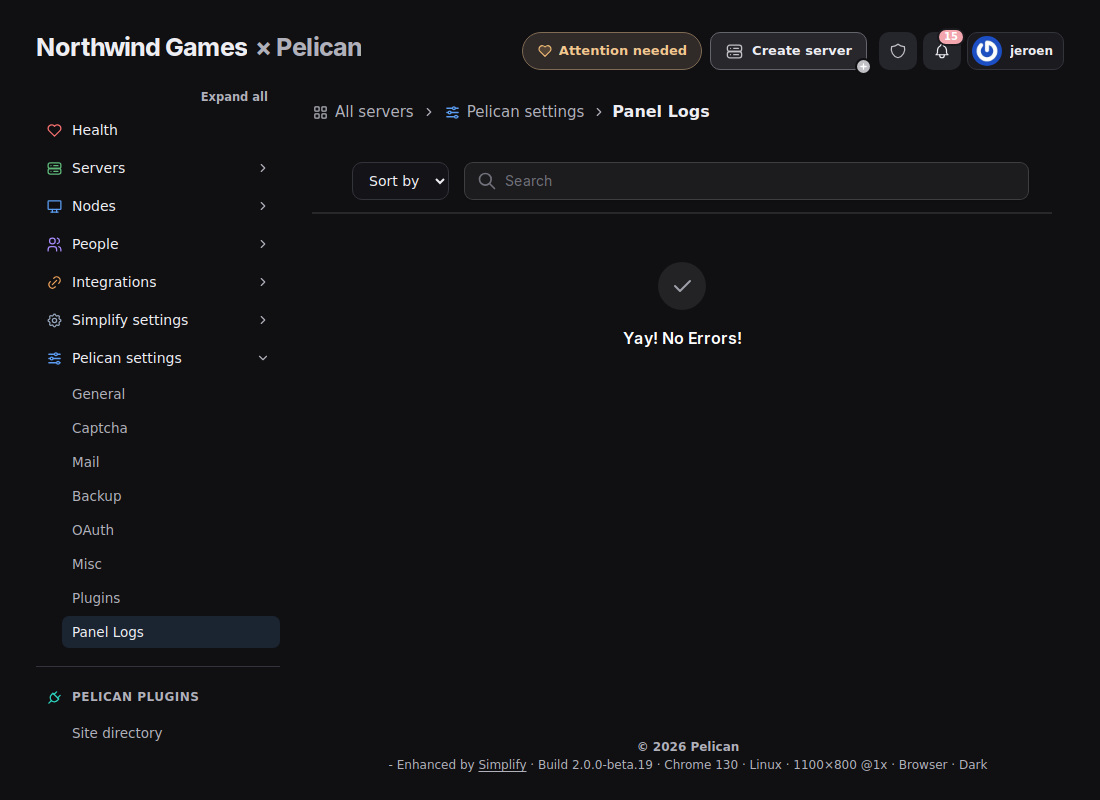 Northwind Games × Pelican
Attention needed
Create server
15
jeroen
Expand all
Health
Servers
Nodes
People
Integrations
Simplify settings
Pelican settings
General
Captcha
Mail
Backup
OAuth
Misc
Plugins
Panel Logs
PELICAN PLUGINS
Site directory
All servers > Pelican settings > Panel Logs
Sort by
Search
Yay! No Errors!
© 2026 Pelican
- Enhanced by Simplify · Build 2.0.0-beta.19 · Chrome 130 · Linux · 1100×800 @1x · Browser · Dark